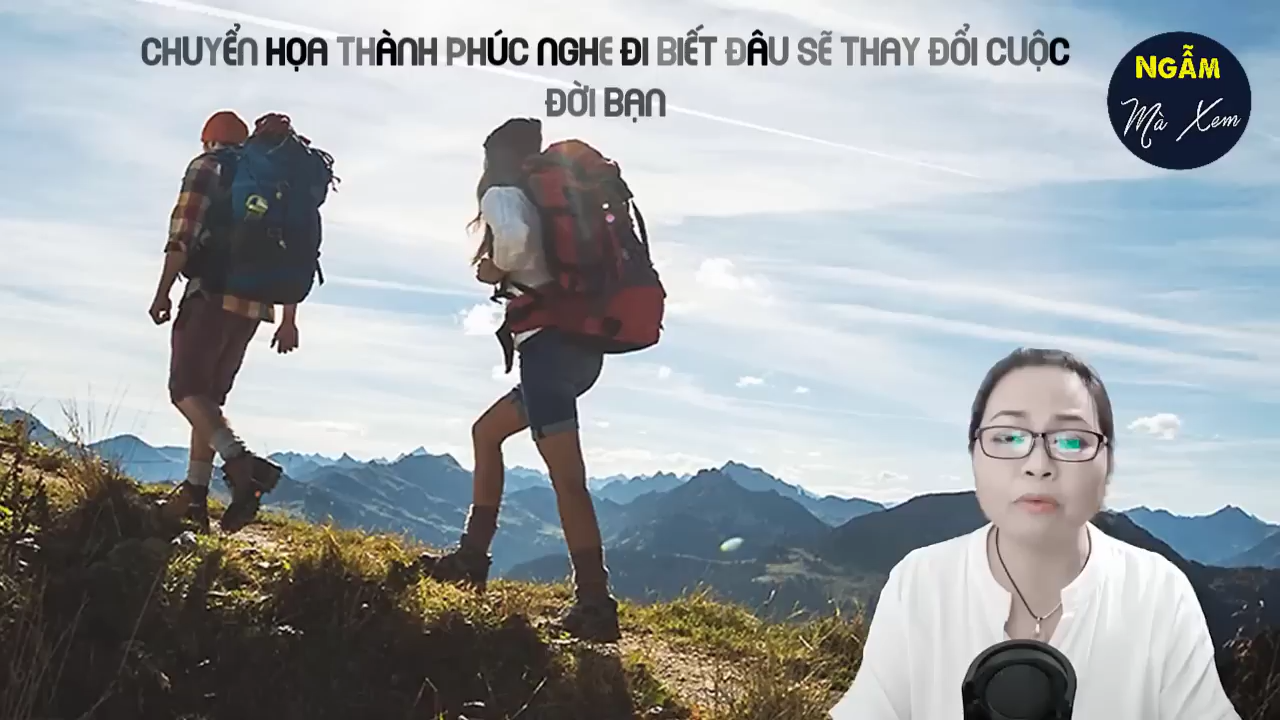 CHUYỂN HỌA THÀNH PHÚC NGHE ĐI BIẾT ĐÂU SẼ THAY ĐỔI CUỘC
ĐỜI BẠN
NGẪM
Mà Xem